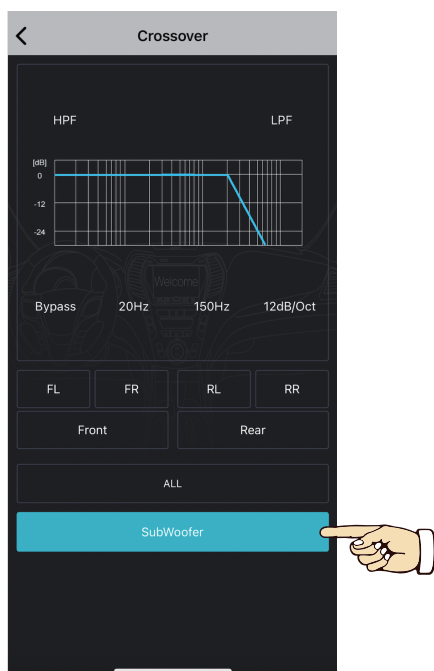 Crossover
HPF LPF
[dB]
0
-12
-24
Welcome
Bypass 20Hz 150Hz 12dB/Oct
FL FR RL RR
Front Rear
ALL
SubWoofer